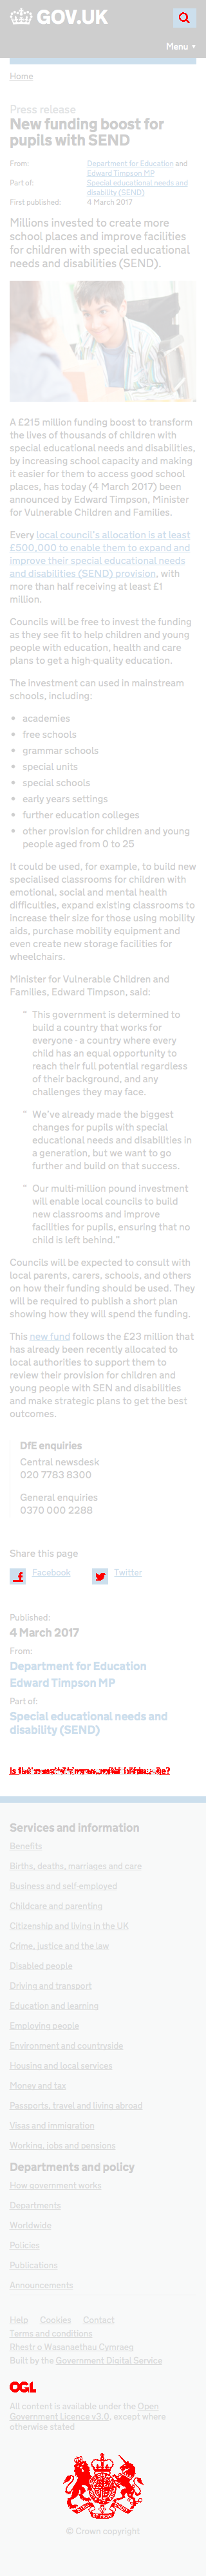 GOV.UK
Menu ▼
Home
Press release
New funding boost for
pupils with SEND
From:
Department for Education and
Edward Timpson MP
Part of:
Special educational needs and
disability (SEND)
First published:
4 March 2017
Millions invested to create more
school places and improve facilities
for children with special educational
needs and disabilities (SEND).
A £215 million funding boost to transform
the lives of thousands of children with
special educational needs and disabilities,
by increasing school capacity and making
it easier for them to access good school
places, has today (4 March 2017) been
announced by Edward Timpson, Minister
for Vulnerable Children and Families.
Every local council's allocation is at least
£500,000 to enable them to expand and
improve their special educational needs
and disabilities (SEND) provision, with
more than half receiving at least £1
million.
Councils will be free to invest the funding
as they see fit to help children and young
people with education, health and care
plans to get a high-quality education.
The investment can used in mainstream
schools, including:
• academies
• free schools
• grammar schools
• special units
• special schools
• early years settings
• further education colleges
• other provision for children and young
people aged from 0 to 25
It could be used, for example, to build new
specialised classrooms for children with
emotional, social and mental health
difficulties, expand existing classrooms to
increase their size for those using mobility
aids, purchase mobility equipment and
even create new storage facilities for
wheelchairs.
Minister for Vulnerable Children and
Families, Edward Timpson, said:
“ This government is determined to
build a country that works for
everyone - a country where every
child has an equal opportunity to
reach their full potential regardless
of their background, and any
challenges they may face.
“ We've already made the biggest
changes for pupils with special
educational needs and disabilities in
a generation, but we want to go
further and build on that success.
“ Our multi-million pound investment
will enable local councils to build
new classrooms and improve
facilities for pupils, ensuring that no
child is left behind.”
Councils will be expected to consult with
local parents, carers, schools, and others
on how their funding should be used. They
will be required to publish a short plan
showing how they will spend the funding.
This new fund follows the £23 million that
has been recently allocated to local
local authorities to support them to
review their provision for children and
young people with SEN and disabilities
and make strategic plans to get the best
outcomes.
DfE enquiries
Central newsdesk
020 7783 8300
General enquiries
0370 000 2288
Share this page
Facebook
Twitter
Published:
4 March 2017
From:
Department for Education
Edward Timpson MP
Part of:
Special educational needs and
disability (SEND)
Services and information
Benefits
Births, deaths, marriages and care
Business and self-employed
Childcare and parenting
Citizenship and living in the UK
Crime, justice and the law
Disabled people
Driving and transport
Education and learning
Employing people
Environment and countryside
Housing and local services
Money and tax
Passports, travel and living abroad
Visas and immigration
Working, jobs and pensions
Departments and policy
How government works
Departments
Worldwide
Policies
Publications
Announcements
Help Cookies Contact
Terms and conditions
Rhestr o Wasanaethau Cymraeg
Built by the Government Digital Service
OGL
All content is available under the Open
Government Licence v3.0, except where
otherwise stated
© Crown copyright